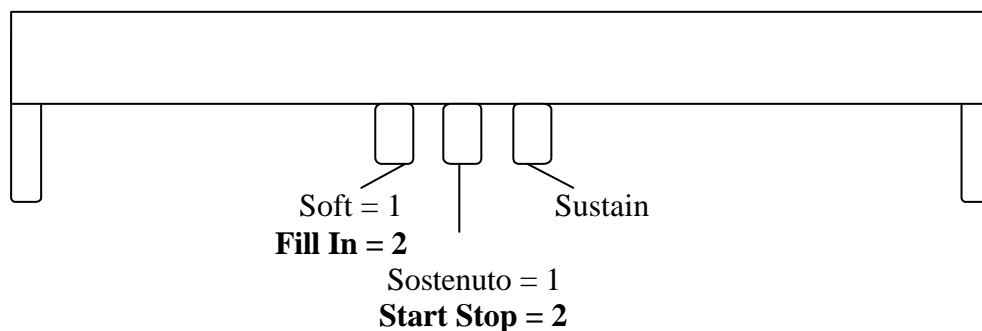 Soft = 1
Fill In = 2
Sustain
Sostenuto = 1
Start Stop = 2